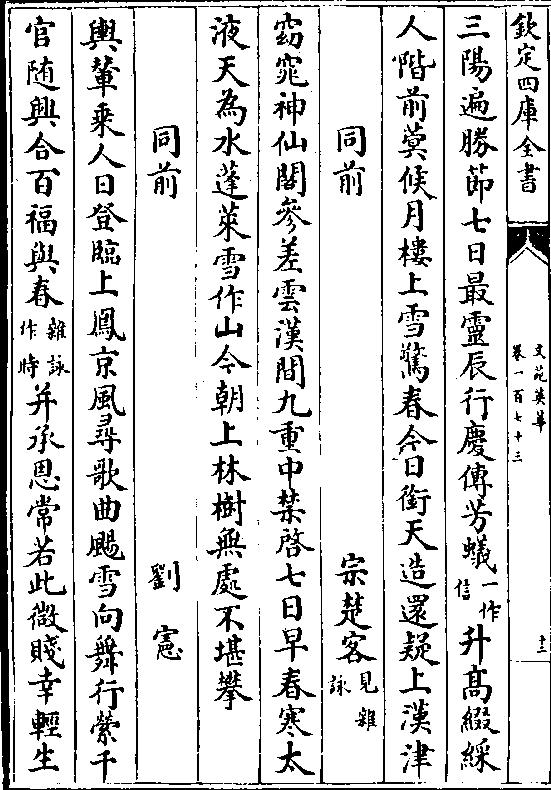 欽定四庫全書
文苑英華
卷一百七十三
十三
三陽遍勝節七日最靈辰行慶傳芳蟻一作信升髙綴綵
人階前蓂候月樓上雪驚春今日銜天造還疑上漢津
同前 宗楚客見雜詠
窈窕神仙閣參差雲漢間九重中禁啓七日早春寒太
液天為水蓬萊雪作山今朝上林樹無處不堪攀
同前 劉憲
輿輦乘人日登臨上鳳京風尋歌曲颺雪向舞行縈千
官隨興合百福與春雜詠作時并承恩常若此微賤幸輕生